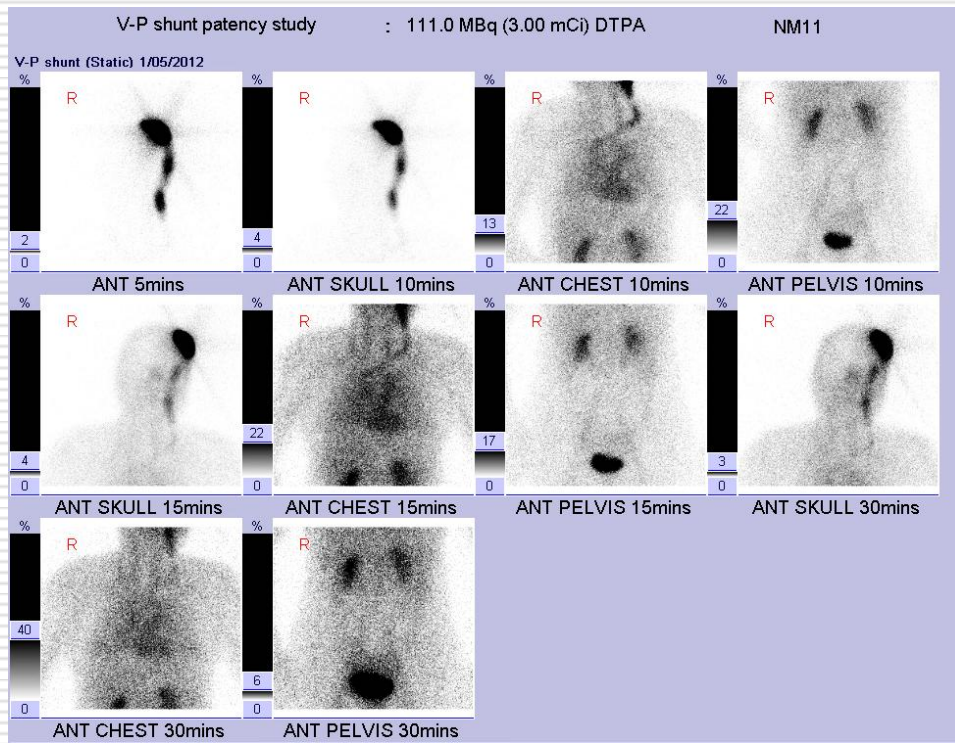 V-P shunt patency study : 111.0 MBq (3.00 mCi) DTPA NM11
V-P shunt (Static) 1/05/2012
% % % %
R R R R
2 4 13 22
0 0 0 0
ANT 5mins ANT SKULL 10mins ANT CHEST 10mins ANT PELVIS 10mins
% % % %
R R R R
4 22 17 3
0 0 0 0
ANT SKULL 15mins ANT CHEST 15mins ANT PELVIS 15mins ANT SKULL 30mins
% %
R R
40 6
0 0
ANT CHEST 30mins ANT PELVIS 30mins